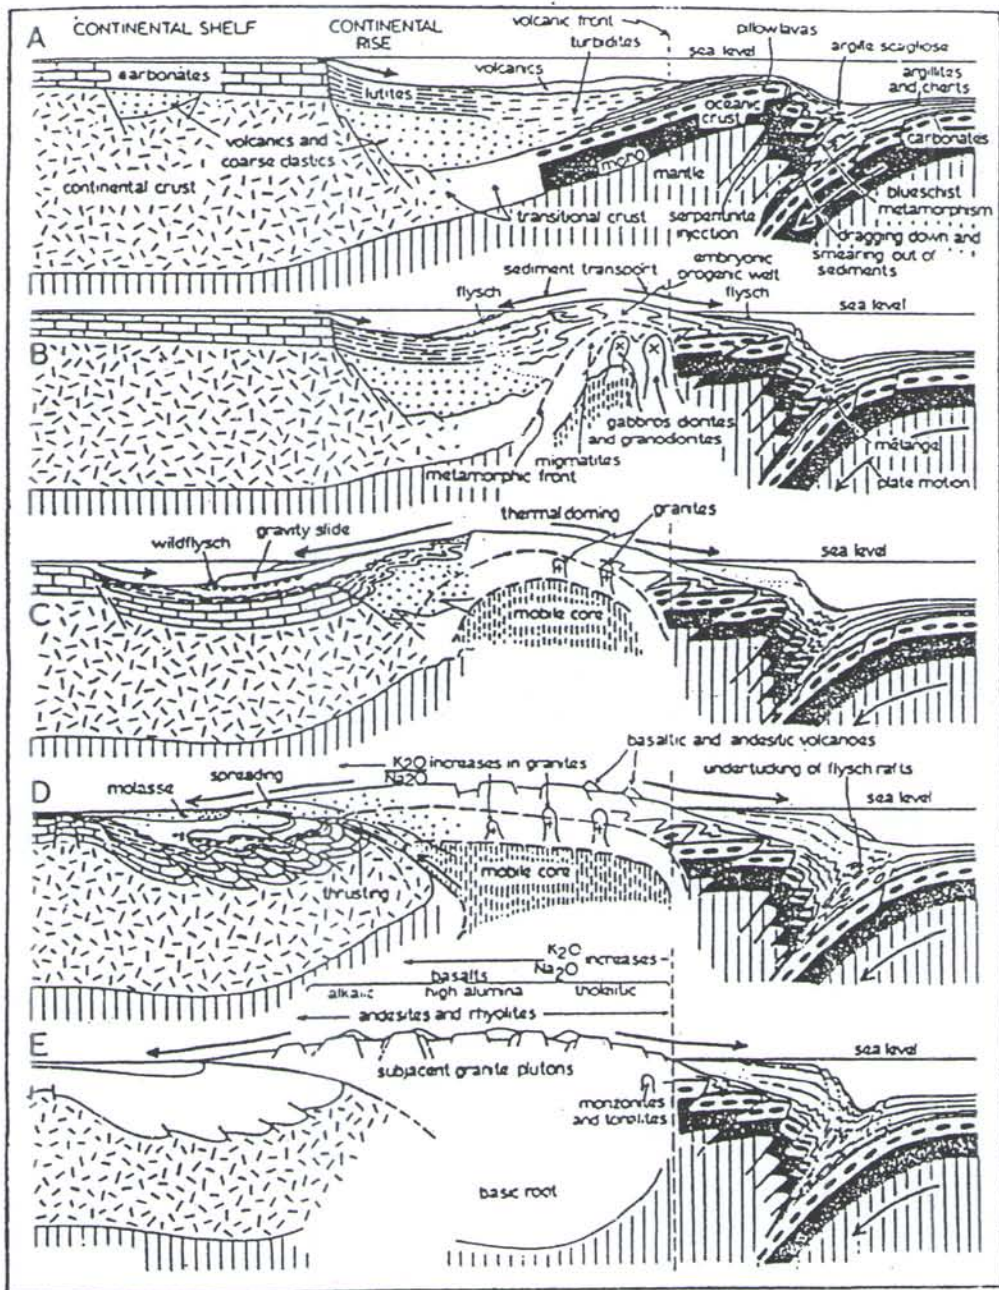 A
CONTINENTAL SHELF
CONTINENTAL
RISE
volcanic front
turbidites
pillow lavas
sea level
argille scagliose
carbonates
lutites
volcanics
argillites
and cherts
oceanic
crust
volcanics and
coarse clastics
moho
carbonates
continental crust
mantle
blueschist
metamorphism
transitional crust
serpentinite
injection
dragging down and
smearing out of
sediments
embryonic
orogenic welt
sediment transport
flysch
flysch
sea level
B
gabbros diorites
and granodiorites
migmatites
metamorphic front
mélange
plate motion
thermal doming
granites
gravity slide
wildflysch
sea level
C
mobile core
basaltic and andesitic volcanoes
K2O
Na2O
increases in granites
undertucking of flysch rafts
D
spreading
molasse
sea level
thrusting
mobile core
K2O
Na2O
increases
basalts
alkalic
high alumina
tholeiitic
andesites and rhyolites
E
sea level
subjacent granite plutons
monzonites
and tonalites
basic root